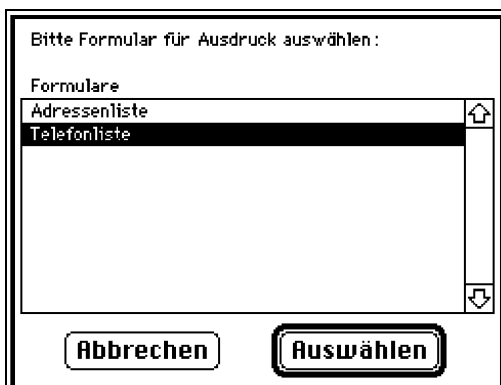 Bitte Formular für Ausdruck auswählen:
Formulare
Adressenliste
Telefonliste
Abbrechen Auswählen